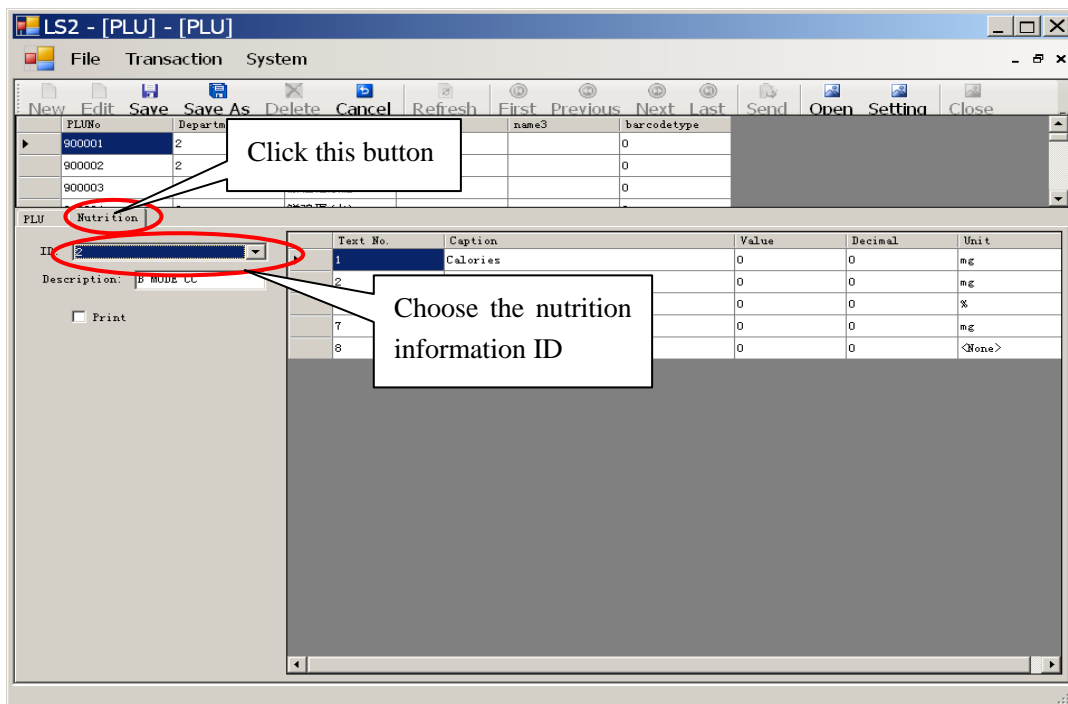 LS2 - [PLU] - [PLU]
File Transaction System
New Edit Save Save As Delete Cancel Refresh First Previous Next Last Send Open Setting Close
PLUNo Departm name3 barcodetype
900001 2 0
900002 2 0
900003 0
Click this button
PLU Nutrition
ID: 2
Description: B MODE CC
Print
Text No. Caption Value Decimal Unit
1 Calories 0 0 mg
2 0 0 mg
0 0 %
7 0 0 mg
8 0 0 <None>
Choose the nutrition
information ID